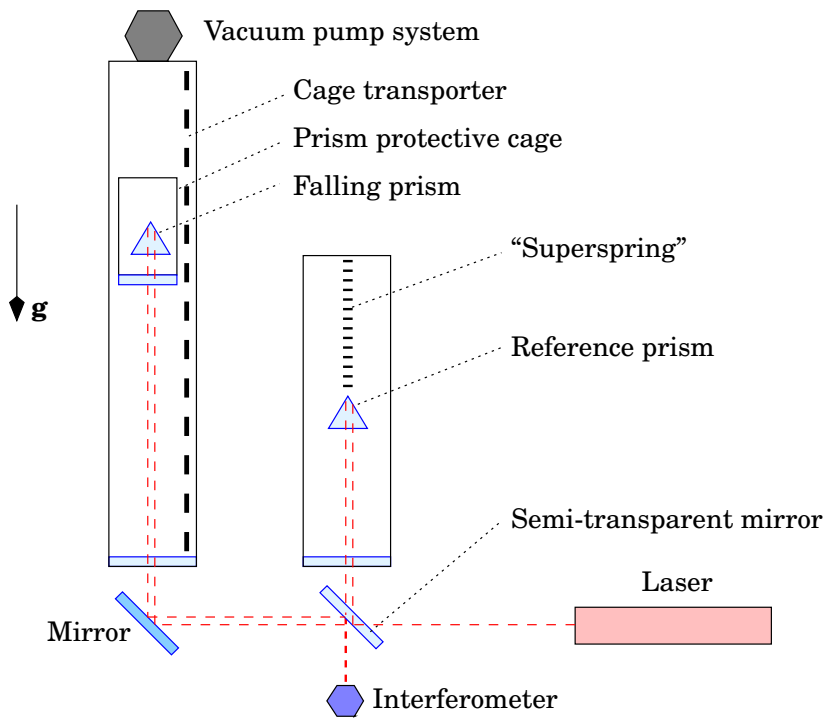 Vacuum pump system
Cage transporter
Prism protective cage
Falling prism
“Superspring”
g
Reference prism
Semi-transparent mirror
Laser
Mirror
Interferometer